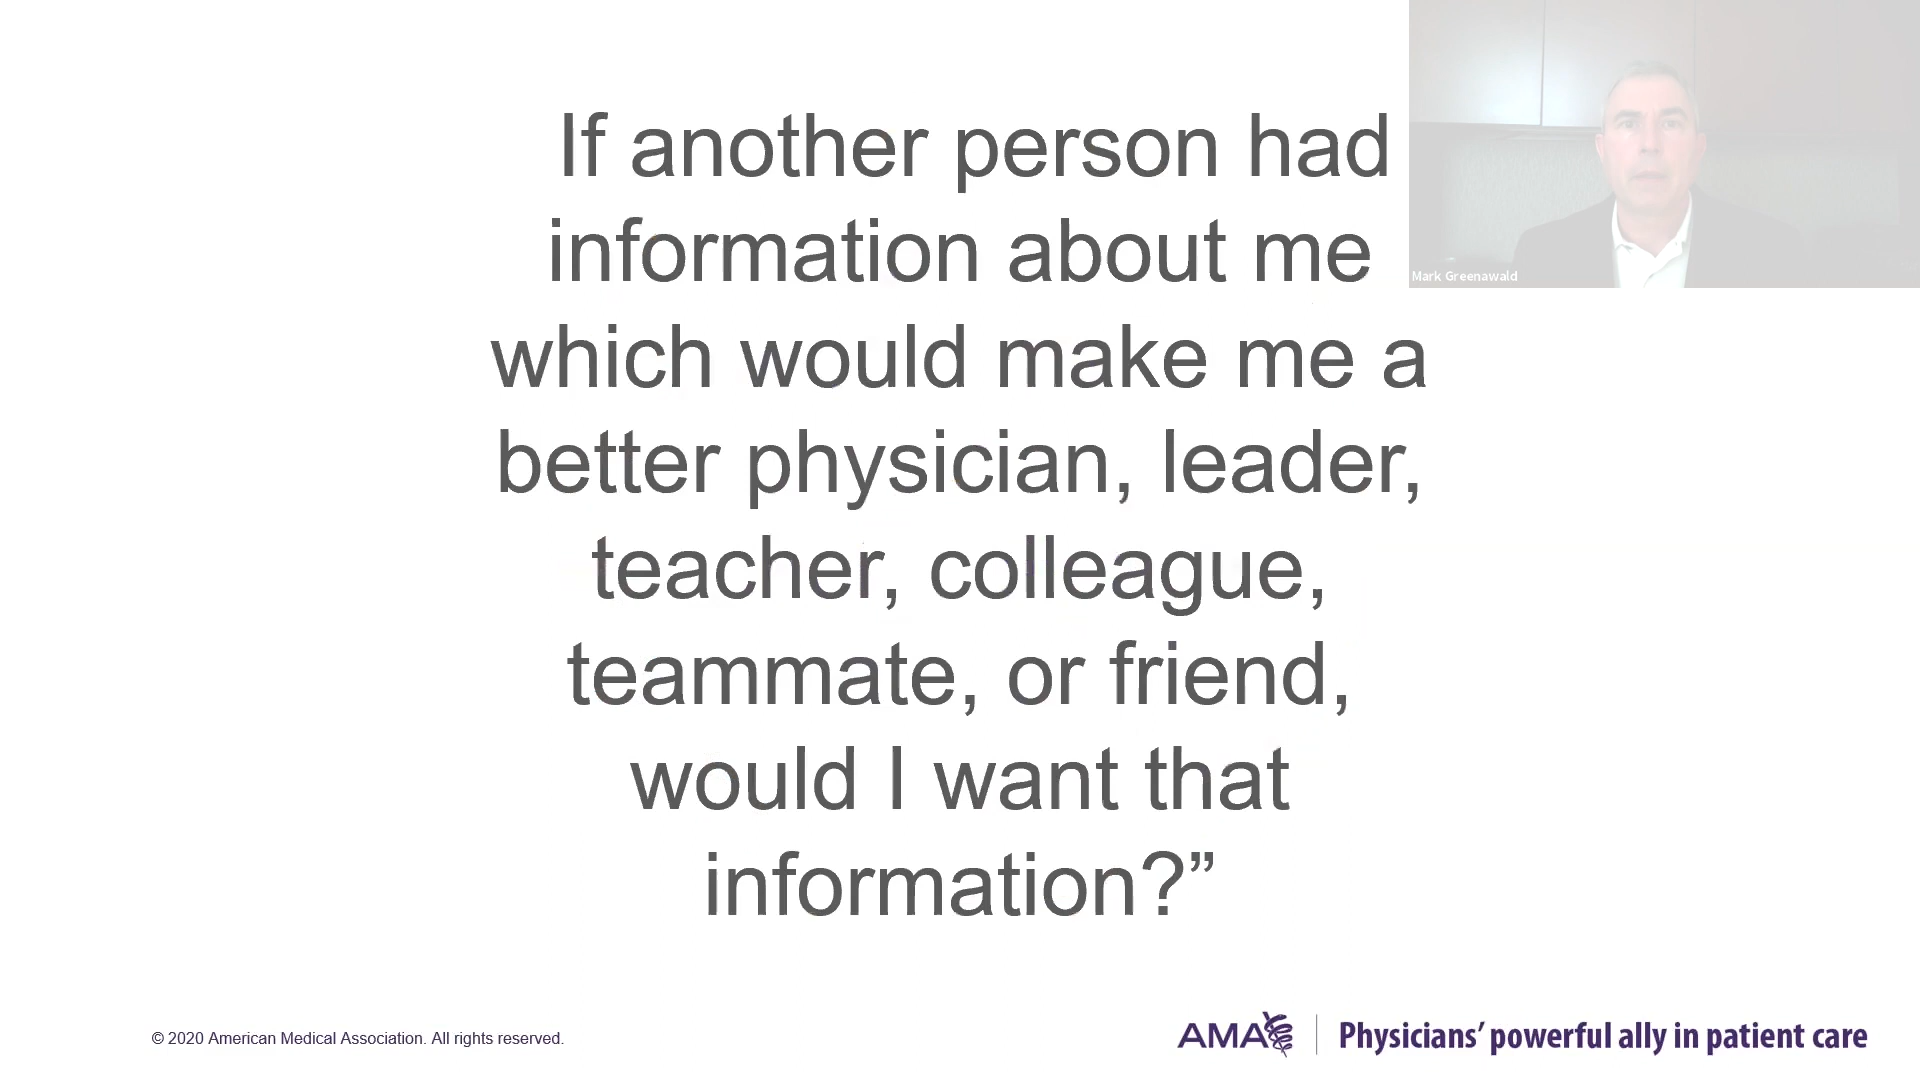 If another person had
information about me
which would make me a
better physician, leader,
teacher, colleague,
teammate, or friend,
would I want that
information?”
Mark Greenawald
© 2020 American Medical Association. All rights reserved.
AMA
Physicians’ powerful ally in patient care